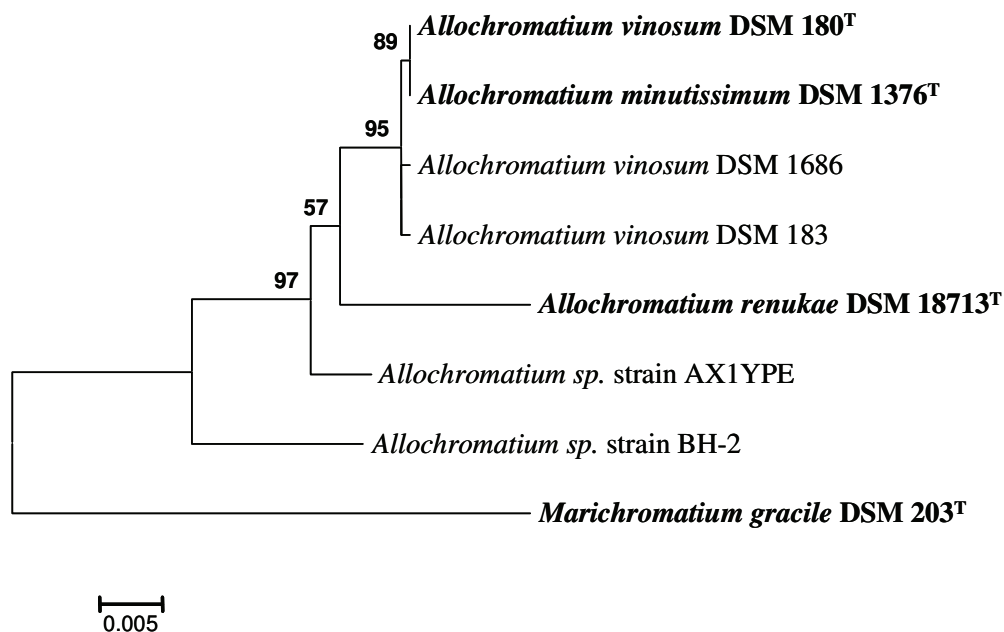 Allochromatium vinosum DSM 180ᵀ
89
Allochromatium minutissimum DSM 1376ᵀ
95
Allochromatium vinosum DSM 1686
57
Allochromatium vinosum DSM 183
97
Allochromatium renukae DSM 18713ᵀ
Allochromatium sp. strain AX1YPE
Allochromatium sp. strain BH-2
Marichromatium gracile DSM 203ᵀ
0.005